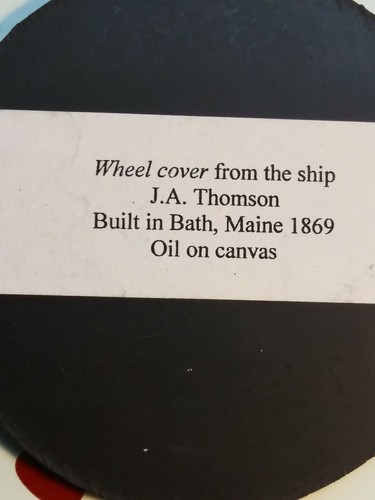 Wheel cover from the ship
J.A. Thomson
Built in Bath, Maine 1869
Oil on canvas